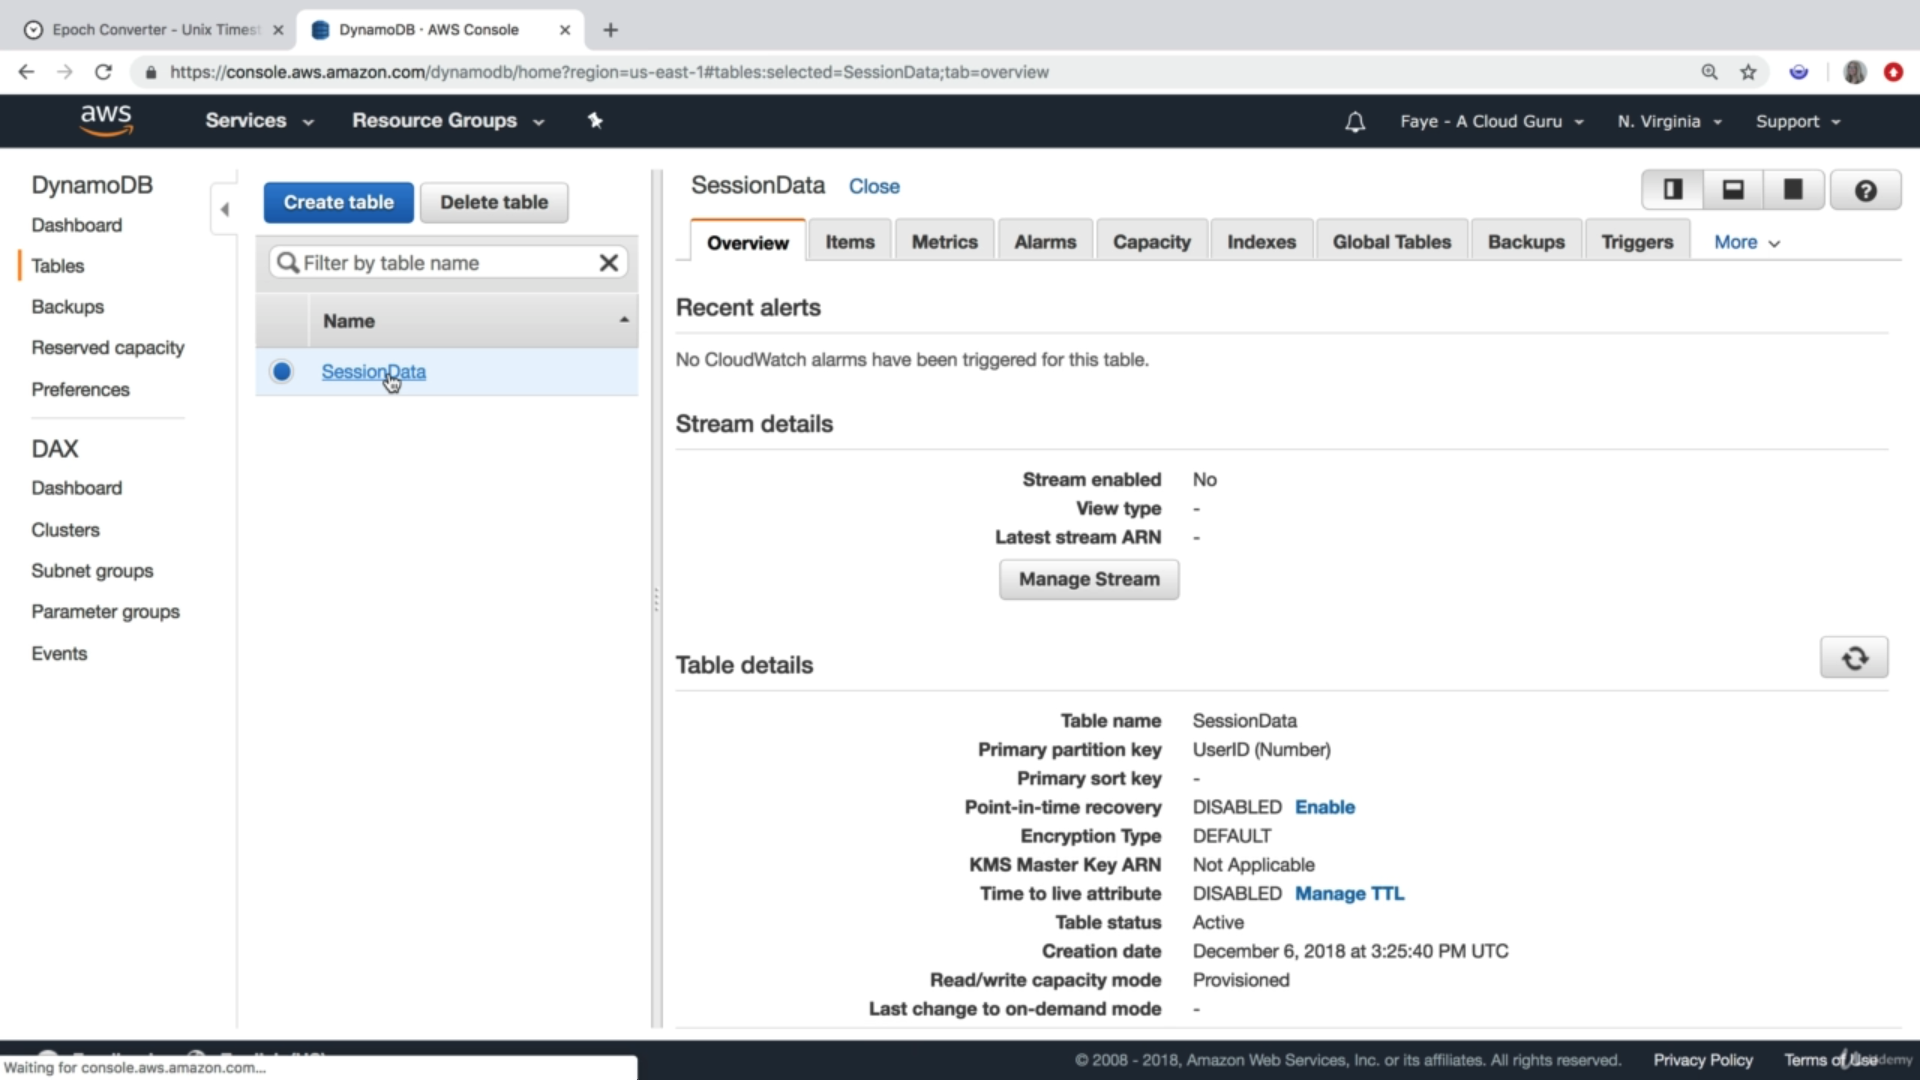 Epoch Converter - Unix Timest
DynamoDB · AWS Console
https://console.aws.amazon.com/dynamodb/home?region=us-east-1#tables:selected=SessionData;tab=overview
aws
Services
Resource Groups
Faye - A Cloud Guru
N. Virginia
Support
DynamoDB
Dashboard
Tables
Backups
Reserved capacity
Preferences
DAX
Dashboard
Clusters
Subnet groups
Parameter groups
Events
Create table
Delete table
Filter by table name
Name
SessionData
SessionData Close
Overview Items Metrics Alarms Capacity Indexes Global Tables Backups Triggers More
Recent alerts
No CloudWatch alarms have been triggered for this table.
Stream details
Stream enabled No
View type -
Latest stream ARN -
Manage Stream
Table details
Table name SessionData
Primary partition key UserID (Number)
Primary sort key -
Point-in-time recovery DISABLED Enable
Encryption Type DEFAULT
KMS Master Key ARN Not Applicable
Time to live attribute DISABLED Manage TTL
Table status Active
Creation date December 6, 2018 at 3:25:40 PM UTC
Read/write capacity mode Provisioned
Last change to on-demand mode -
Waiting for console.aws.amazon.com...
© 2008 - 2018, Amazon Web Services, Inc. or its affiliates. All rights reserved. Privacy Policy Terms of Use